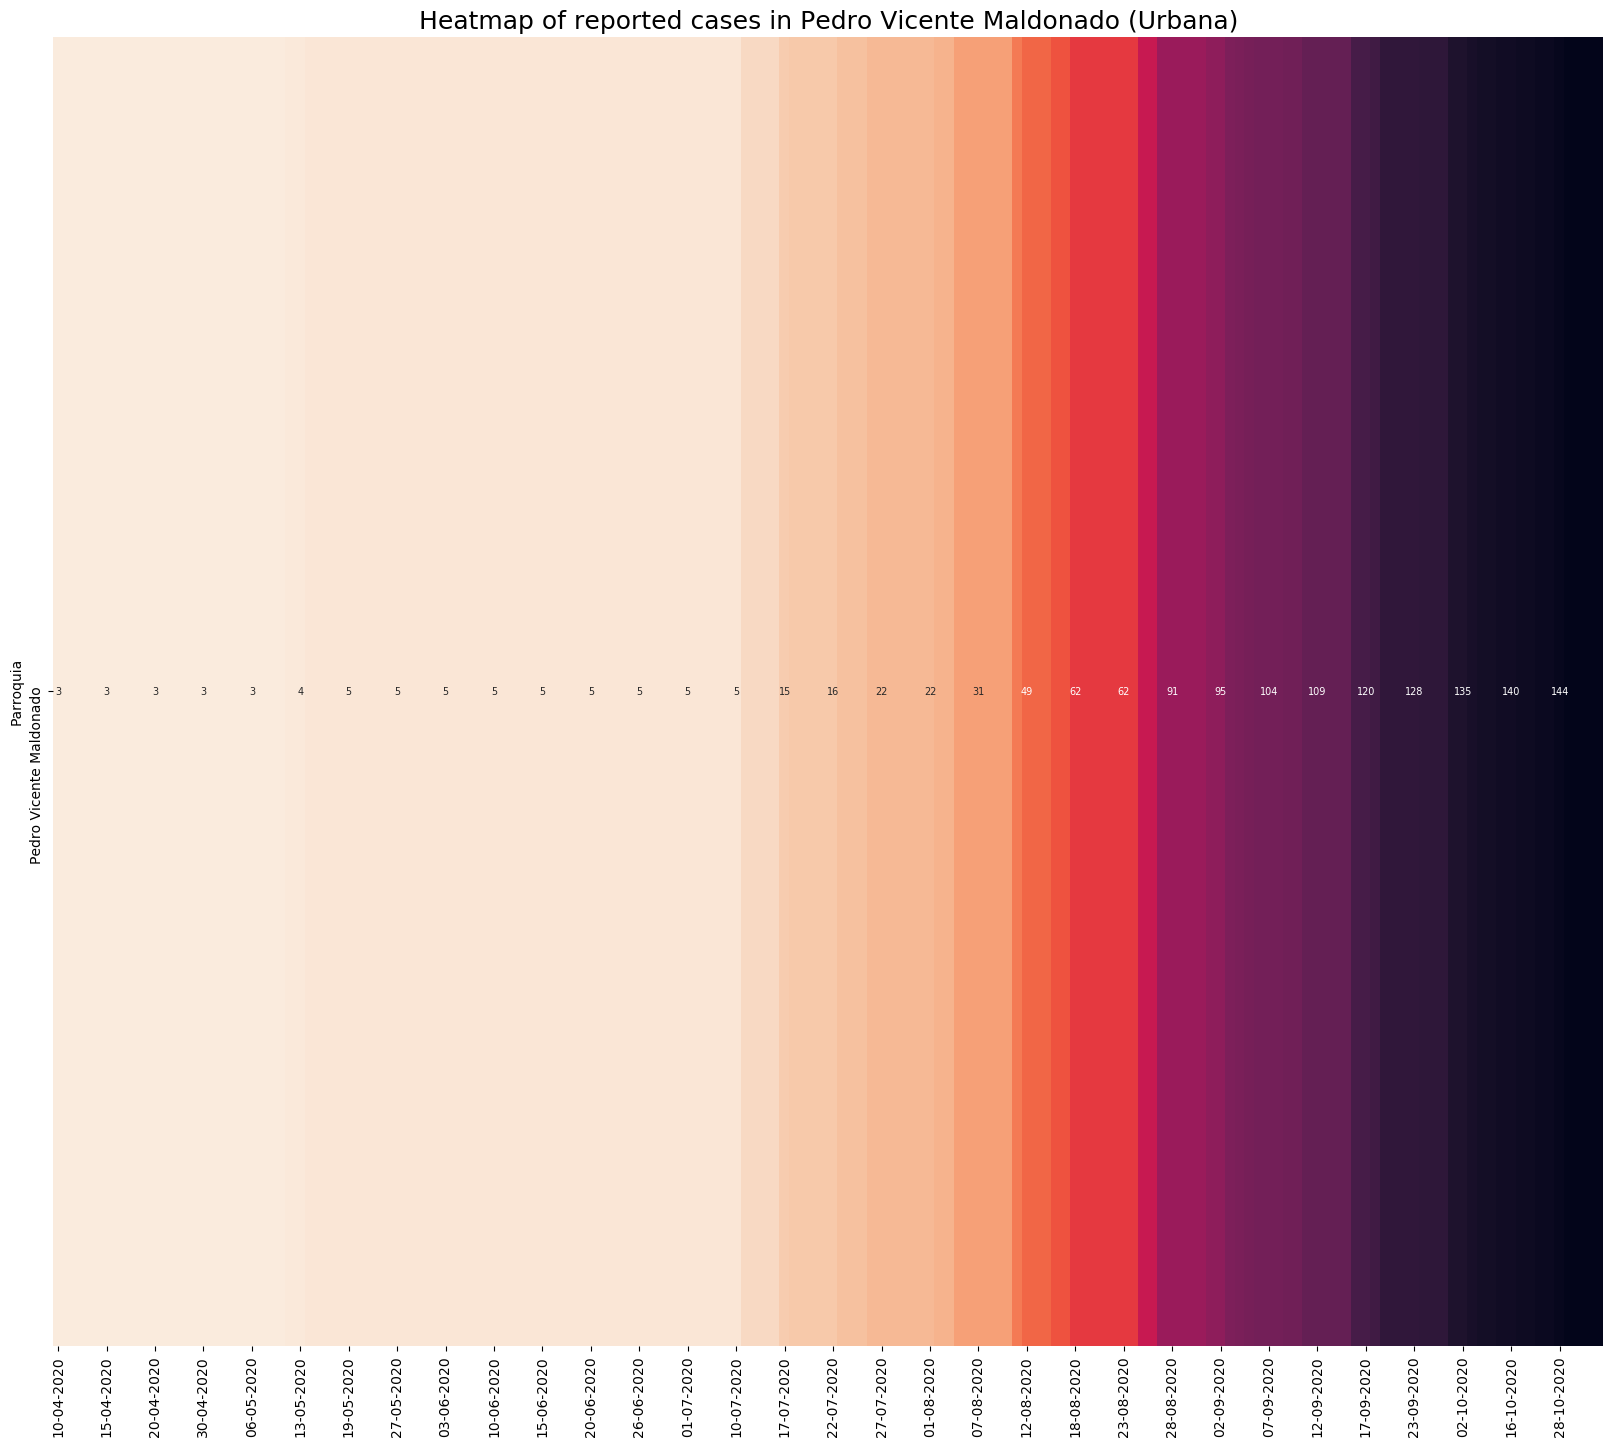 Heatmap of reported cases in Pedro Vicente Maldonado (Urbana)
Parroquia
Pedro Vicente Maldonado
3 3 3 3 3 4 5 5 5 5 5 5 5 5 5 15 16 22 22 31 49 62 62 91 95 104 109 120 128 135 140 144
10-04-2020 15-04-2020 20-04-2020 30-04-2020 06-05-2020 13-05-2020 19-05-2020 27-05-2020 03-06-2020 10-06-2020 15-06-2020 20-06-2020 26-06-2020 01-07-2020 10-07-2020 17-07-2020 22-07-2020 27-07-2020 01-08-2020 07-08-2020 12-08-2020 18-08-2020 23-08-2020 28-08-2020 02-09-2020 07-09-2020 12-09-2020 17-09-2020 23-09-2020 02-10-2020 16-10-2020 28-10-2020